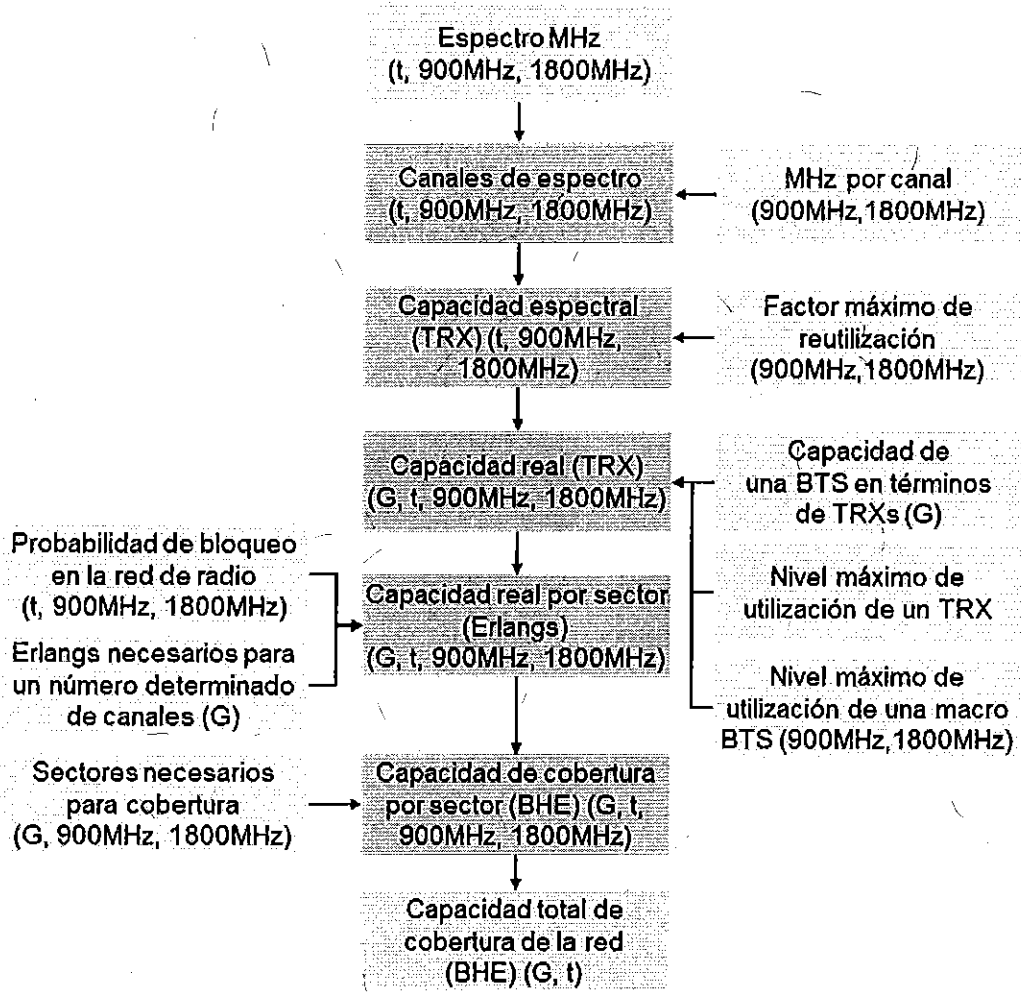 Espectro MHz
(t, 900MHz, 1800MHz)
Canales de espectro
(t, 900MHz, 1800MHz)
MHz por canal
(900MHz,1800MHz)
Capacidad espectral
(TRX) (t, 900MHz,
1800MHz)
Factor máximo de
reutilización
(900MHz,1800MHz)
Capacidad real (TRX)
(G, t, 900MHz, 1800MHz)
Capacidad de
una BTS en términos
de TRXs (G)
Nivel máximo de
utilización de un TRX
Nivel máximo de
utilización de una macro
BTS (900MHz,1800MHz)
Probabilidad de bloqueo
en la red de radio
(t, 900MHz, 1800MHz)
Erlangs necesarios para
un número determinado
de canales (G)
Capacidad real por sector
(Erlangs)
(G, t, 900MHz, 1800MHz)
Sectores necesarios
para cobertura
(G, 900MHz, 1800MHz)
Capacidad de cobertura
por sector (BHE) (G, t,
900MHz, 1800MHz)
Capacidad total de
cobertura de la red
(BHE) (G, t)